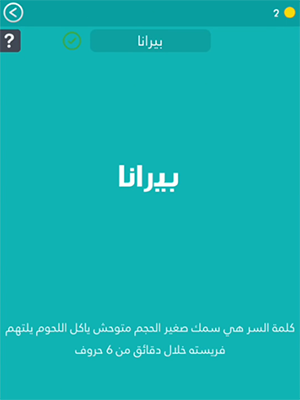 2
?
بيرانا
بيرانا
كلمة السر هي سمك صغير الحجم متوحش ياكل اللحوم يلتهم
فريسته خلال دقائق من 6 حروف